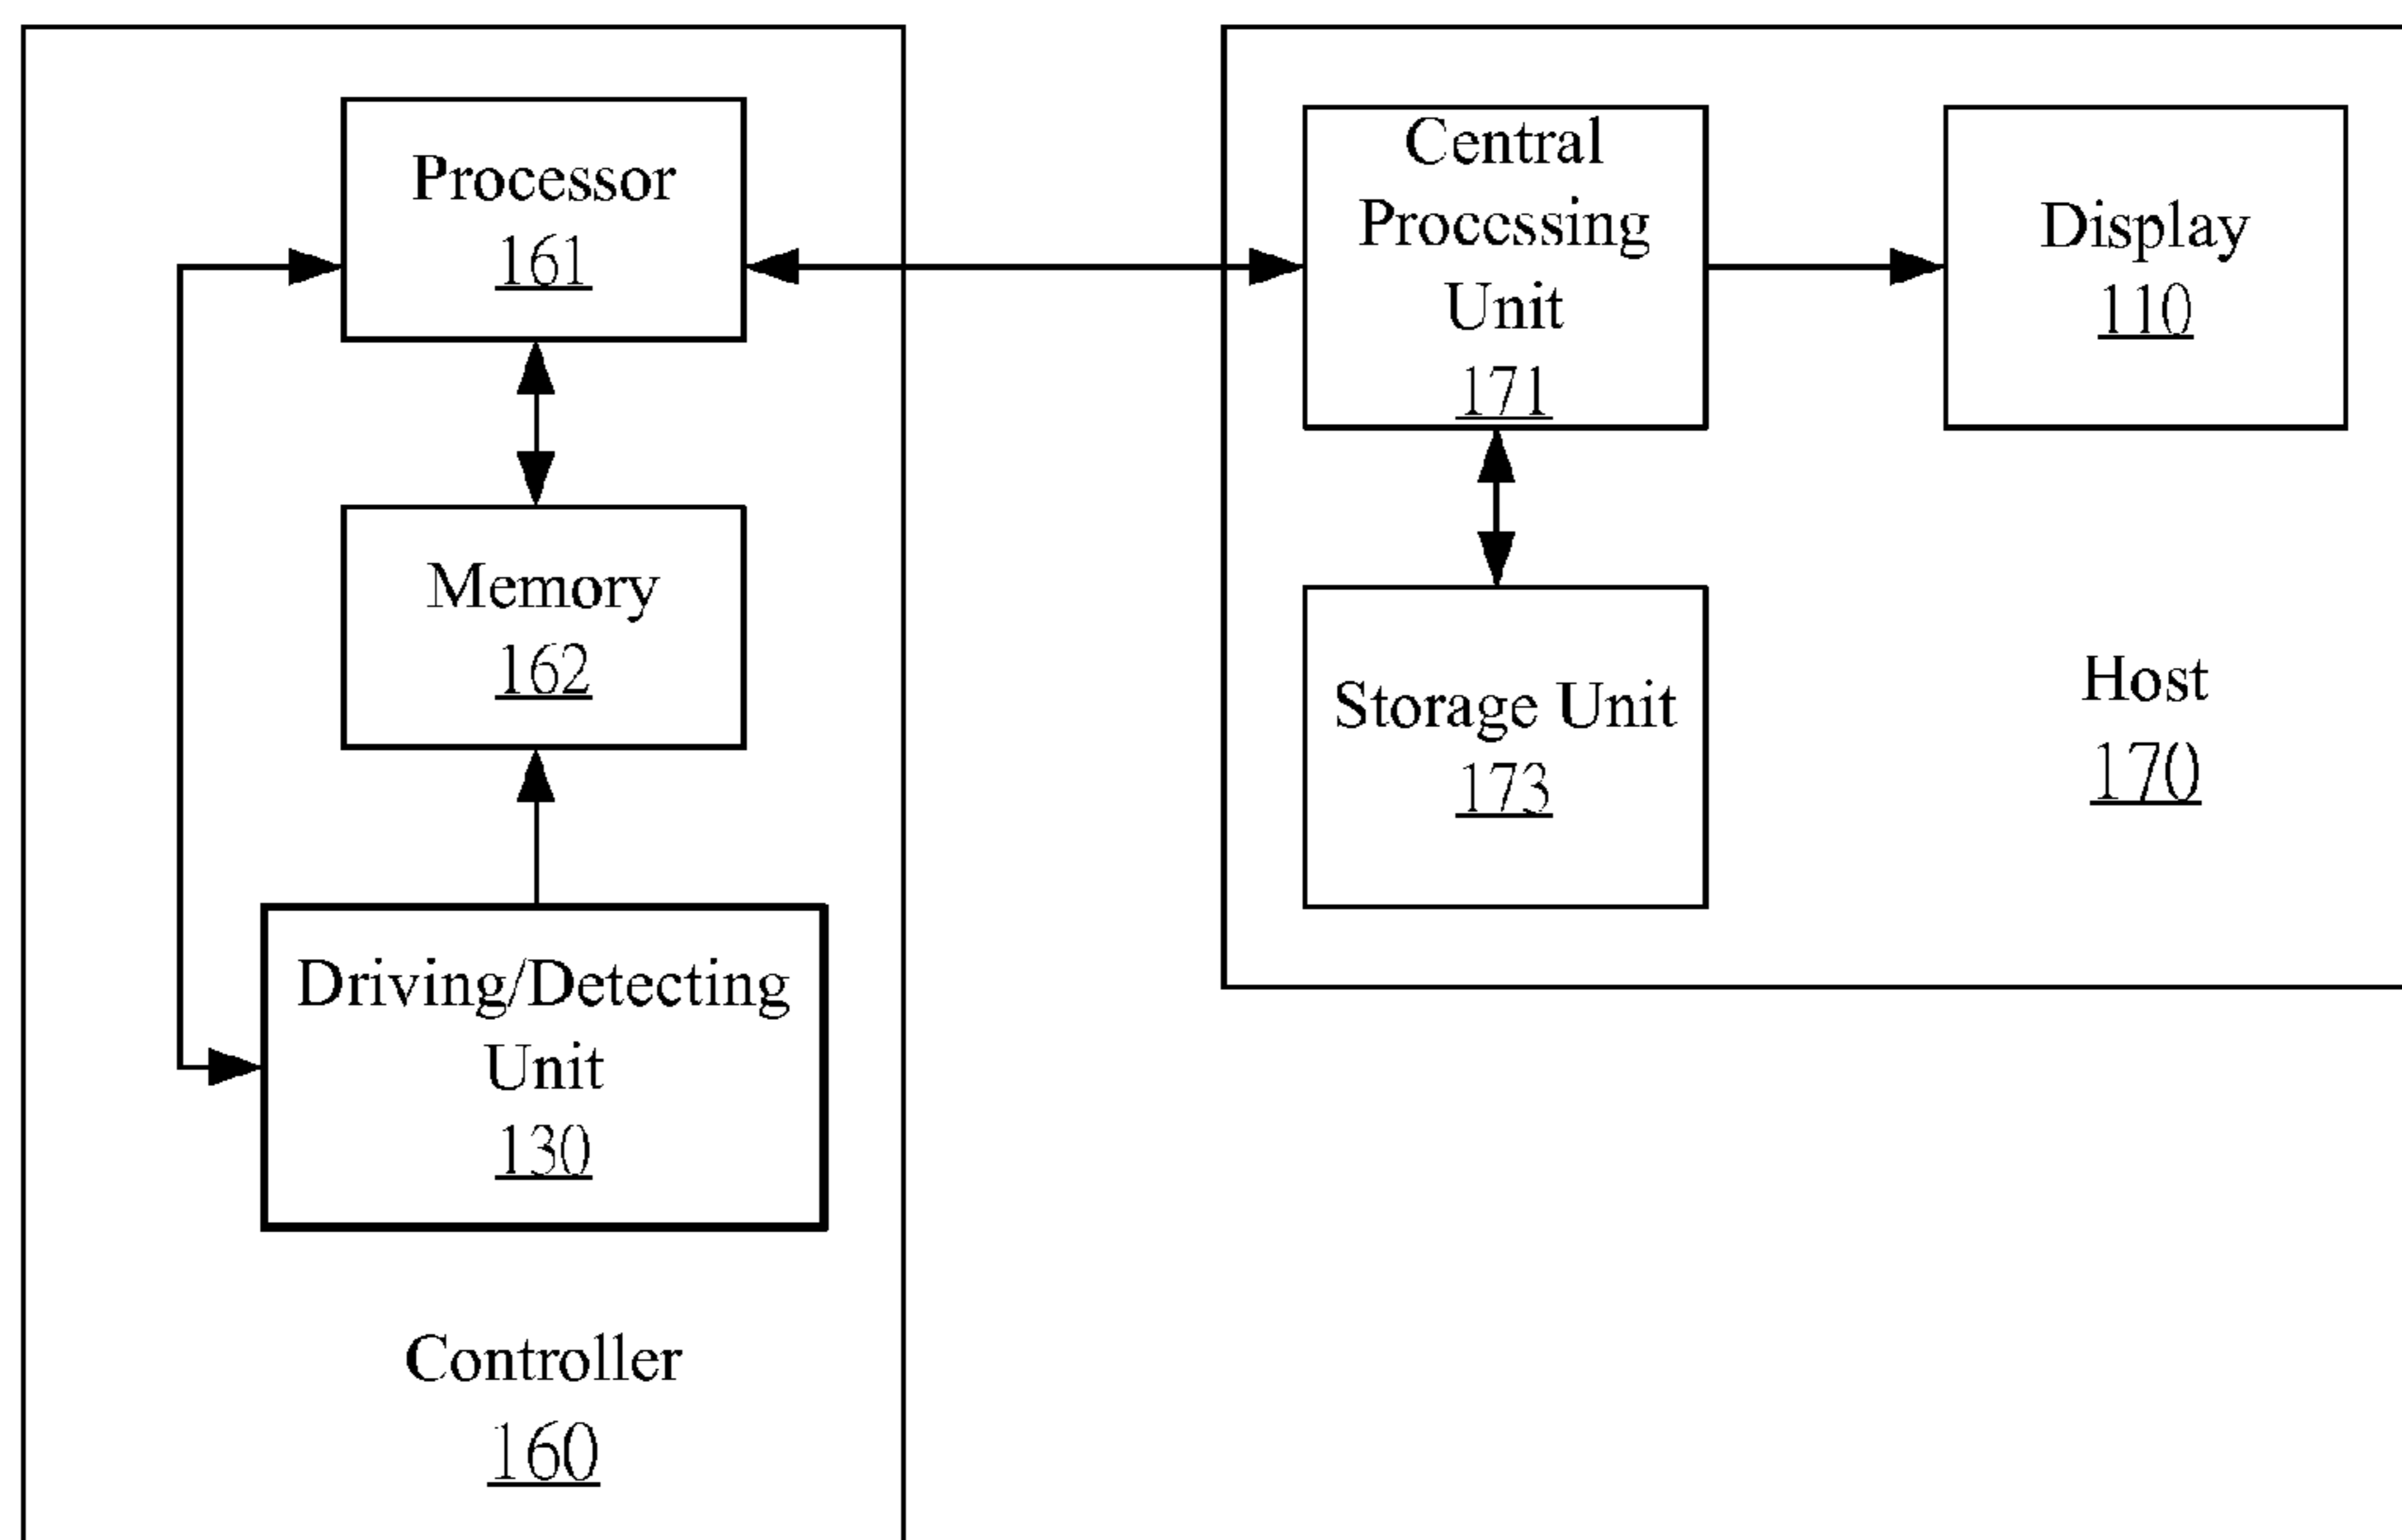 Processor
161
Memory
162
Driving/Detecting
Unit
130
Controller
160
Central
Processing
Unit
171
Storage Unit
173
Display
110
Host
170